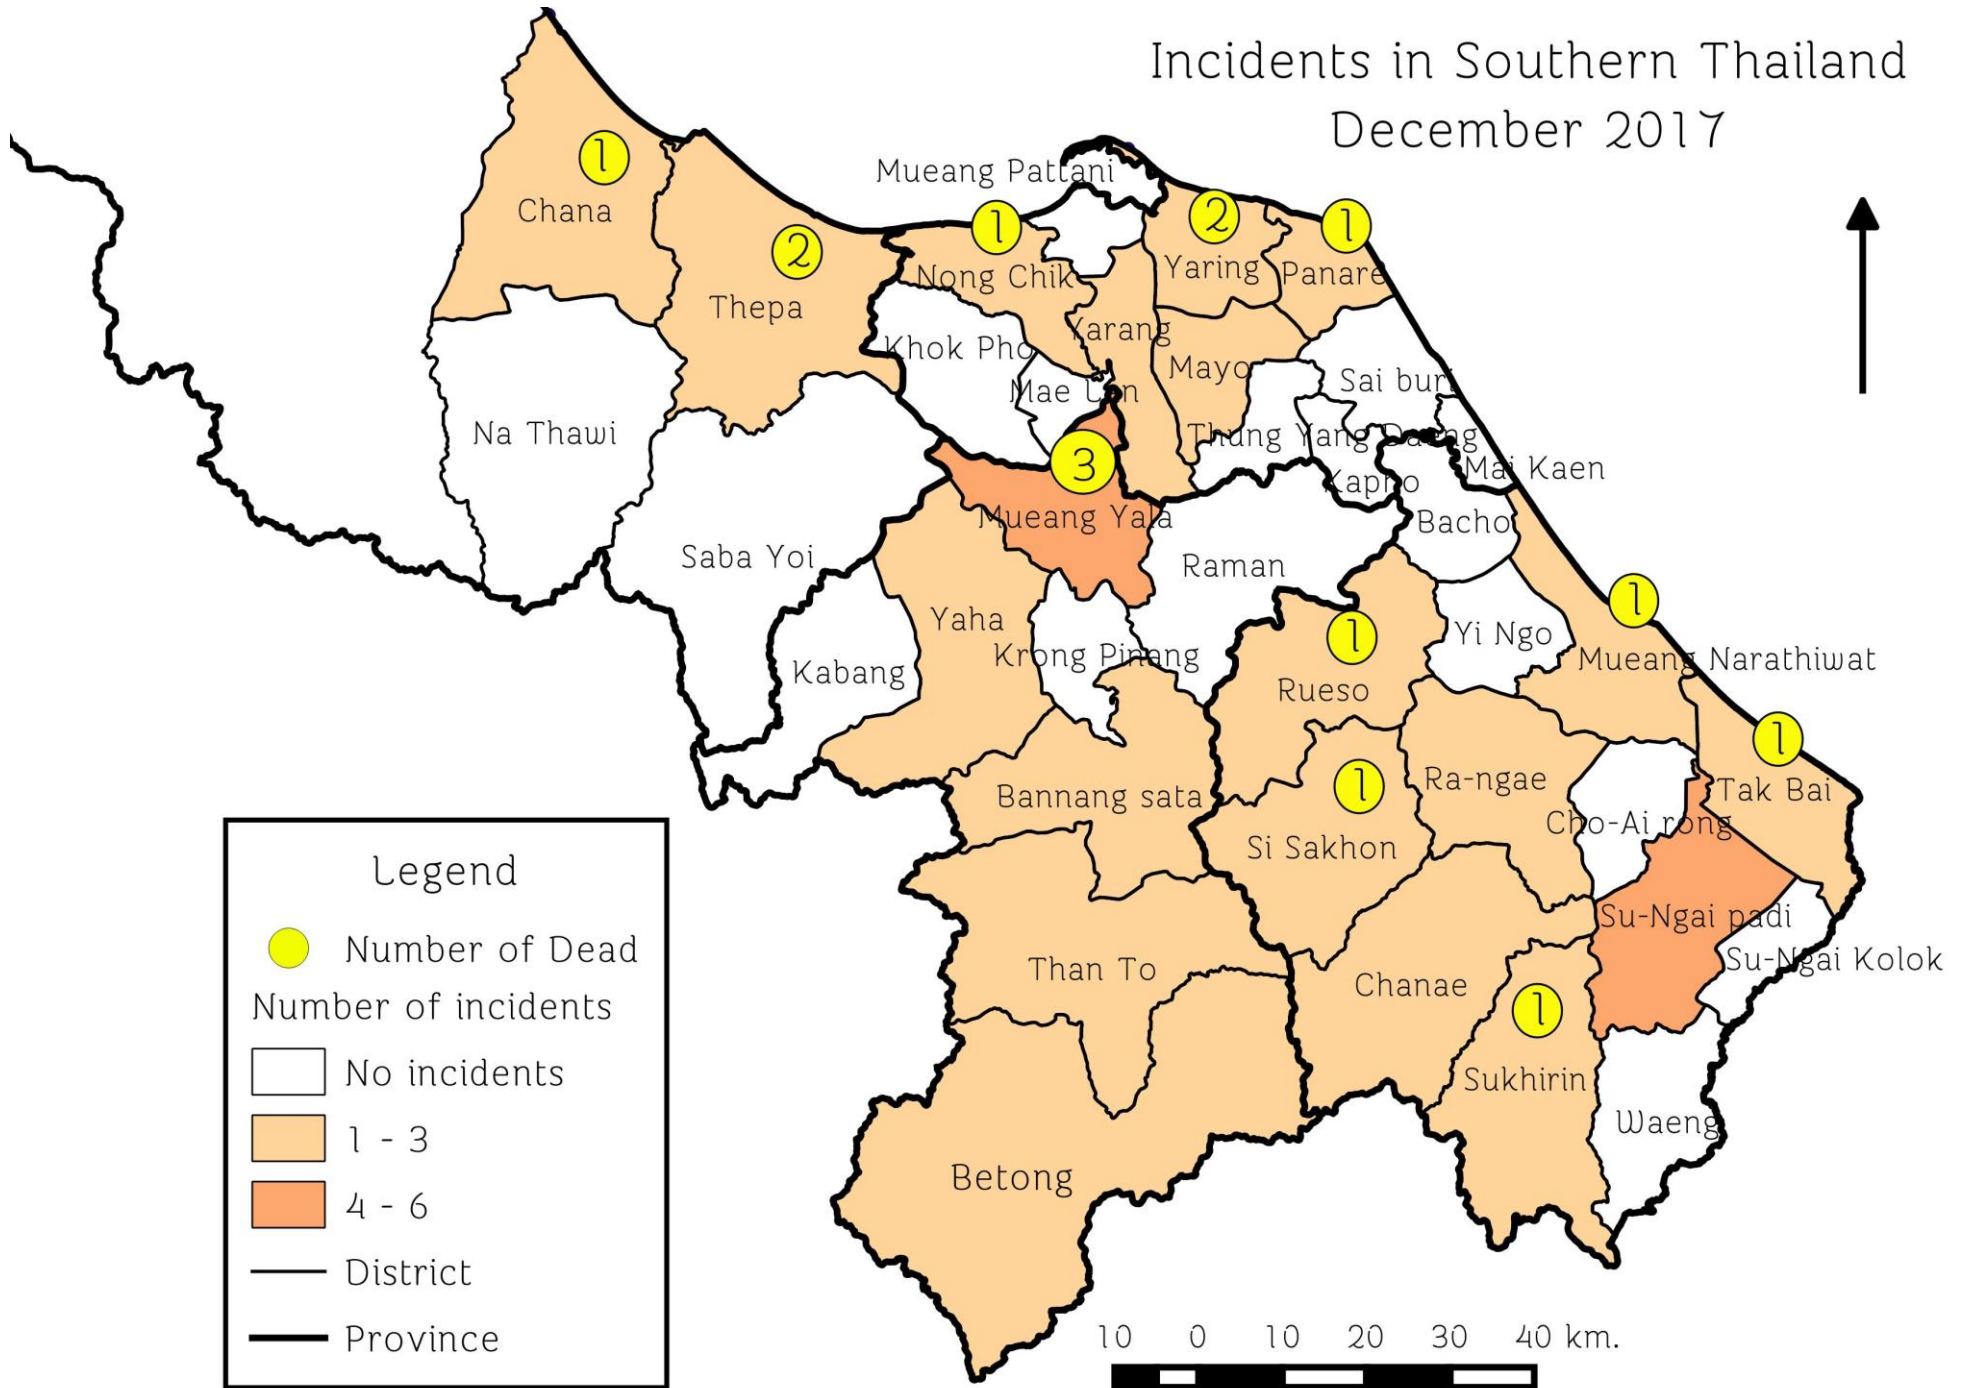 Incidents in Southern Thailand
December 2017
1
Chana
2
Thepa
Mueang Pattani
1
Nong Chik
2
Yaring
1
Panare
Yarang
Khok Pho
Mae Lan
Mayo
Sai buri
Na Thawi
Thung Yang Daeng
3
Mai Kaen
Kapho
Mueang Yala
Bacho
Saba Yoi
Raman
Yaha
1
1
Yi Ngo
Krong Pinang
Mueang Narathiwat
Kabang
Rueso
1
1
Ra-ngae
Tak Bai
Bannang sata
Cho-Ai rong
Si Sakhon
Su-Ngai padi
Su-Ngai Kolok
Than To
Chanae
1
Sukhirin
Waeng
Betong
Legend
Number of Dead
Number of incidents
No incidents
1 - 3
4 - 6
District
Province
10 0 10 20 30 40 km.